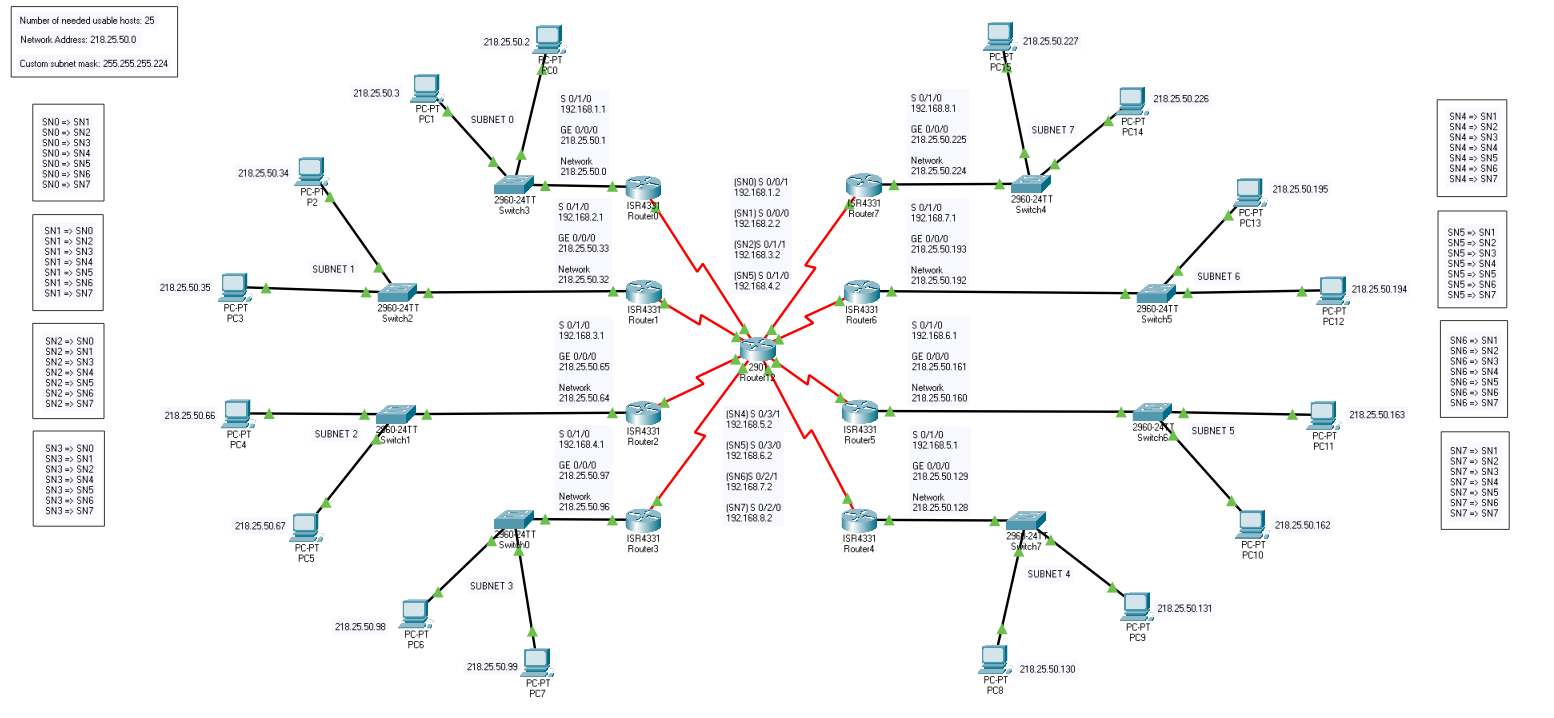 Number of needed usable hosts: 25
Network Address: 218.25.50.0
Custom subnet mask: 255.255.255.224
SN0 => SN1
SN0 => SN2
SN0 => SN3
SN0 => SN4
SN0 => SN5
SN0 => SN6
SN0 => SN7
SN1 => SN0
SN1 => SN2
SN1 => SN3
SN1 => SN4
SN1 => SN5
SN1 => SN6
SN1 => SN7
SN2 => SN0
SN2 => SN1
SN2 => SN3
SN2 => SN4
SN2 => SN5
SN2 => SN6
SN2 => SN7
SN3 => SN0
SN3 => SN1
SN3 => SN2
SN3 => SN4
SN3 => SN5
SN3 => SN6
SN3 => SN7
218.25.50.2
PC-PT
PC0
218.25.50.3
PC-PT
PC1
SUBNET 0
2960-24TT
Switch3
S 0/1/0
192.168.1.1
GE 0/0/0
218.25.50.1
Network
218.25.50.0
ISR4331
Router0
218.25.50.34
PC-PT
P2
218.25.50.35
PC-PT
PC3
SUBNET 1
2960-24TT
Switch2
S 0/1/0
192.168.2.1
GE 0/0/0
218.25.50.33
Network
218.25.50.32
ISR4331
Router1
218.25.50.66
PC-PT
PC4
SUBNET 2
2960-24TT
Switch1
218.25.50.67
PC-PT
PC5
S 0/1/0
192.168.3.1
GE 0/0/0
218.25.50.65
Network
218.25.50.64
ISR4331
Router2
S 0/1/0
192.168.4.1
GE 0/0/0
218.25.50.97
Network
218.25.50.96
ISR4331
Router3
2960-24TT
Switch0
SUBNET 3
218.25.50.98
PC-PT
PC6
218.25.50.99
PC-PT
PC7
(SN0) S 0/0/1
192.168.1.2
(SN1) S 0/0/0
192.168.2.2
(SN2)S 0/1/1
192.168.3.2
(SN5) S 0/1/0
192.168.4.2
290
Router12
(SN4) S 0/3/1
192.168.5.2
(SN5) S 0/3/0
192.168.6.2
(SN6)S 0/2/1
192.168.7.2
(SN7) S 0/2/0
192.168.8.2
218.25.50.227
PC-PT
PC15
218.25.50.226
PC-PT
PC14
SUBNET 7
2960-24TT
Switch4
S 0/1/0
192.168.8.1
GE 0/0/0
218.25.50.225
Network
218.25.50.224
ISR4331
Router7
218.25.50.195
PC-PT
PC13
SUBNET 6
218.25.50.194
PC-PT
PC12
2960-24TT
Switch5
S 0/1/0
192.168.7.1
GE 0/0/0
218.25.50.193
Network
218.25.50.192
ISR4331
Router6
S 0/1/0
192.168.6.1
GE 0/0/0
218.25.50.161
Network
218.25.50.160
ISR4331
Router5
2960-24TT
Switch6
SUBNET 5
218.25.50.163
PC-PT
PC11
218.25.50.162
PC-PT
PC10
S 0/1/0
192.168.5.1
GE 0/0/0
218.25.50.129
Network
218.25.50.128
ISR4331
Router4
2960-24TT
Switch7
SUBNET 4
218.25.50.131
PC-PT
PC9
218.25.50.130
PC-PT
PC8
SN4 => SN1
SN4 => SN2
SN4 => SN3
SN4 => SN4
SN4 => SN5
SN4 => SN6
SN4 => SN7
SN5 => SN1
SN5 => SN2
SN5 => SN3
SN5 => SN4
SN5 => SN5
SN5 => SN6
SN5 => SN7
SN6 => SN1
SN6 => SN2
SN6 => SN3
SN6 => SN4
SN6 => SN5
SN6 => SN6
SN6 => SN7
SN7 => SN1
SN7 => SN2
SN7 => SN3
SN7 => SN4
SN7 => SN5
SN7 => SN6
SN7 => SN7